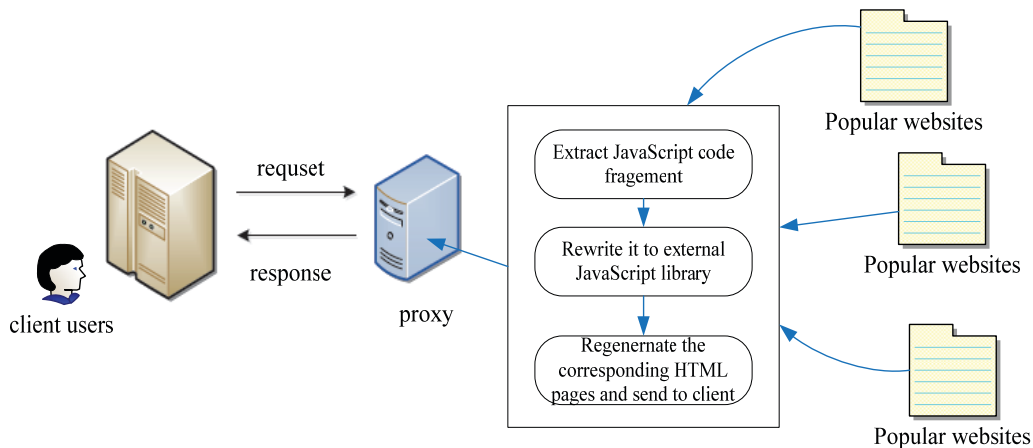 client users
requset
response
proxy
Extract JavaScript code
fragement
Rewrite it to external
JavaScript library
Regenernate the
corresponding HTML
pages and send to client
Popular websites
Popular websites
Popular websites